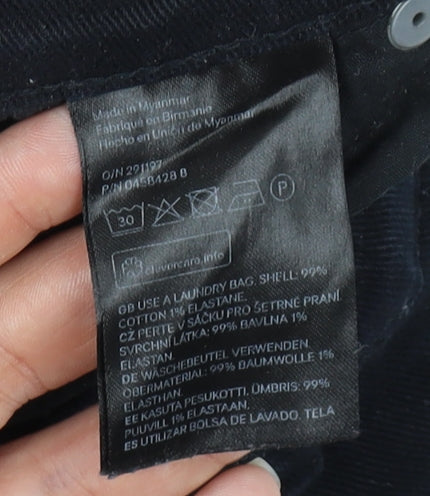 Made in Myanmar
Fabriqué en Birmanie
Hecho en Unión de Myanmar
O/N 291197
P/N 0458428 B
30 P
clevercare.info
GB USE A LAUNDRY BAG. SHELL: 99%
COTTON 1% ELASTANE.
CZ PERTE V SÁČKU PRO ŠETRNÉ PRANÍ.
SVRCHNÍ LÁTKA: 99% BAVLNA 1%
ELASTAN.
DE WÄSCHEBEUTEL VERWENDEN.
OBERMATERIAL: 99% BAUMWOLLE 1%
ELASTHAN.
EE KASUTA PESUKOTTI. ÜMBRIS: 99%
PUUVILL 1% ELASTAAN.
ES UTILIZAR BOLSA DE LAVADO. TELA